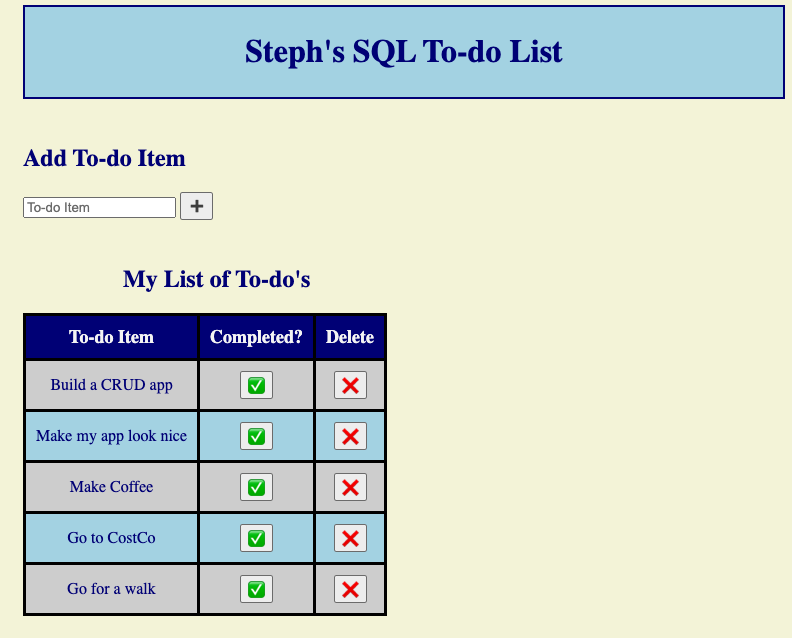 Steph's SQL To-do List
Add To-do Item
To-do Item
My List of To-do's
To-do Item Completed? Delete
Build a CRUD app
Make my app look nice
Make Coffee
Go to CostCo
Go for a walk